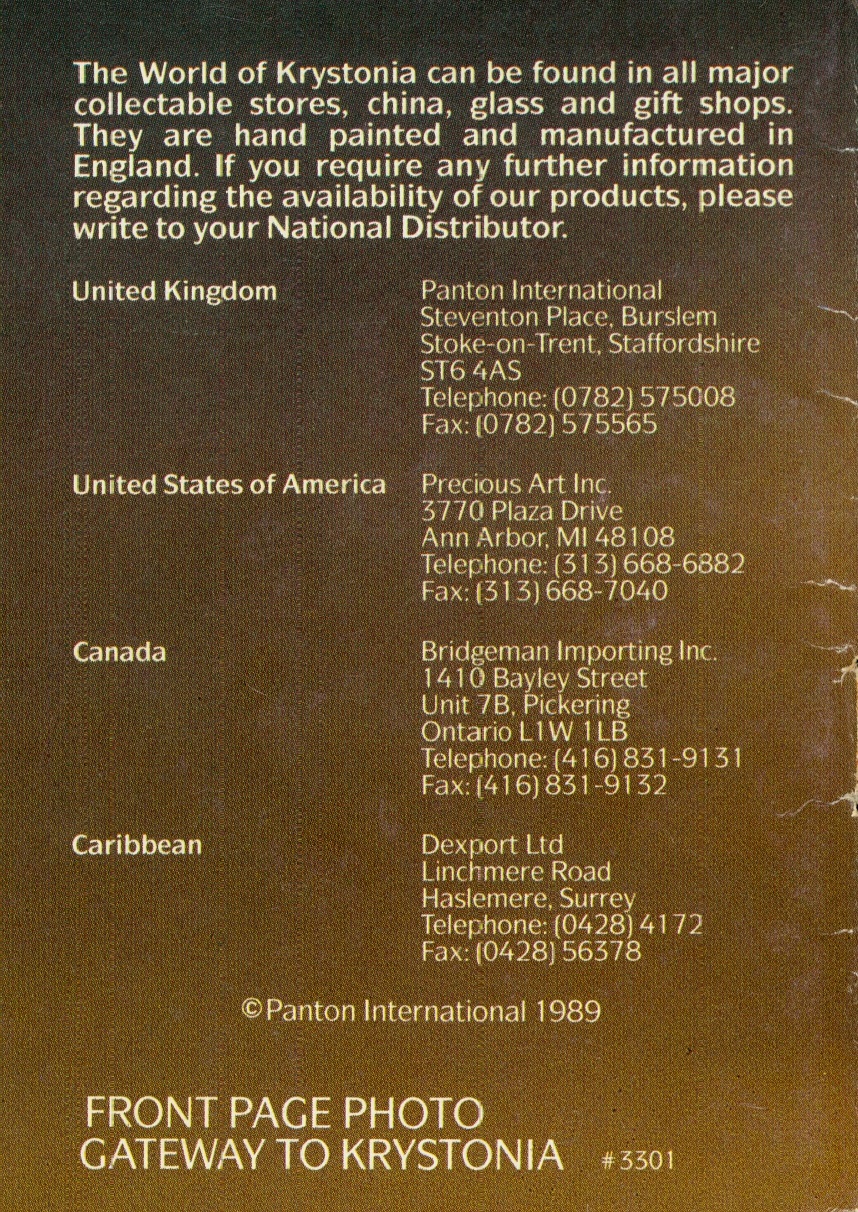 The World of Krystonia can be found in all major
collectable stores, china, glass and gift shops.
They are hand painted and manufactured in
England. If you require any further information
regarding the availability of our products, please
write to your National Distributor.
United Kingdom
Panton International
Steventon Place, Burslem
Stoke-on-Trent, Staffordshire
ST6 4AS
Telephone: (0782) 575008
Fax: (0782) 575565
United States of America
Precious Art Inc.
3770 Plaza Drive
Ann Arbor, MI 48108
Telephone: (313) 668-6882
Fax: (313) 668-7040
Canada
Bridgeman Importing Inc.
1410 Bayley Street
Unit 7B, Pickering
Ontario L1W 1LB
Telephone: (416) 831-9131
Fax: (416) 831-9132
Caribbean
Dexport Ltd
Linchmere Road
Haslemere, Surrey
Telephone: (0428) 4172
Fax: (0428) 56378
©Panton International 1989
FRONT PAGE PHOTO
GATEWAY TO KRYSTONIA #3301